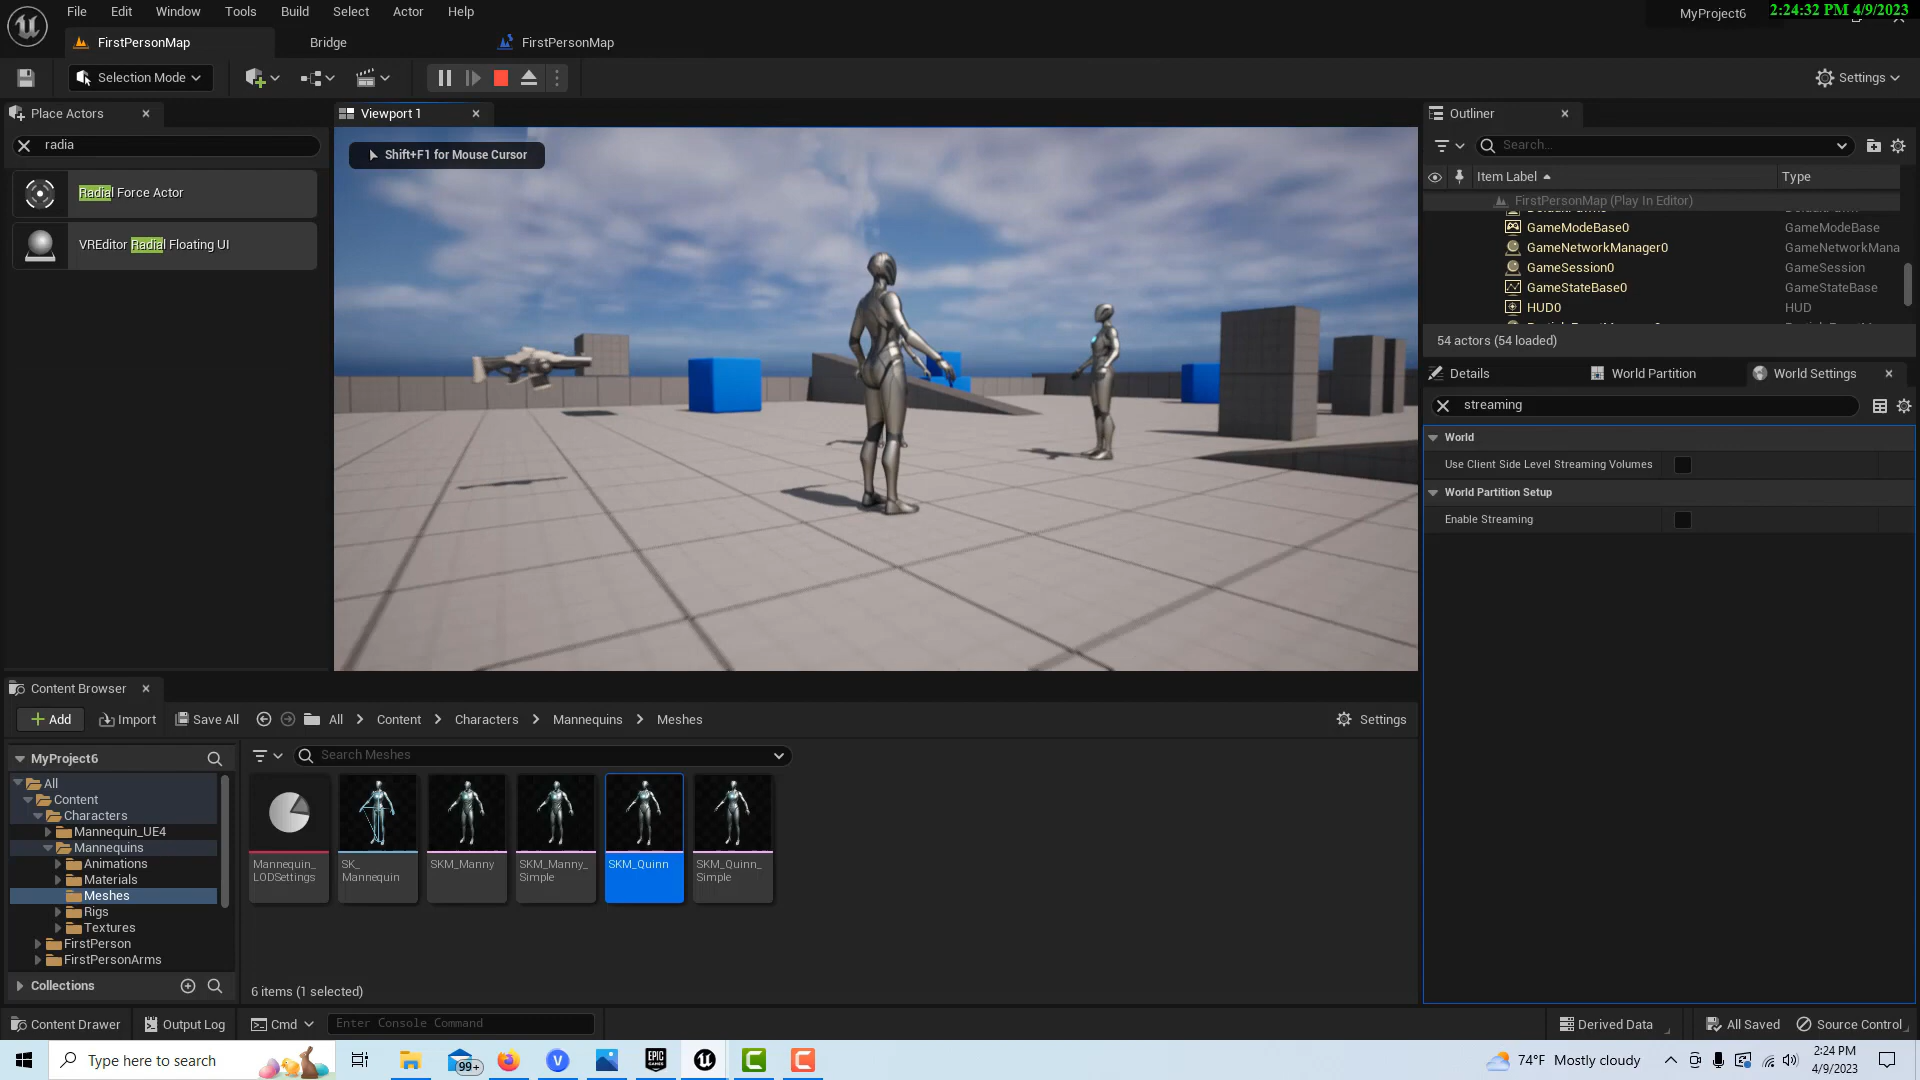 File Edit Window Tools Build Select Actor Help
MyProject6
2:24:32 PM 4/9/2023
FirstPersonMap
Bridge
FirstPersonMap
Selection Mode
Settings
Place Actors
radia
Radial Force Actor
VREditor Radial Floating UI
Viewport 1
Shift+F1 for Mouse Cursor
Outliner
Search...
Item Label
Type
FirstPersonMap (Play In Editor)
GameModeBase0 GameModeBase
GameNetworkManager0 GameNetworkMana
GameSession0 GameSession
GameStateBase0 GameStateBase
HUD0 HUD
54 actors (54 loaded)
Details
World Partition
World Settings
streaming
World
Use Client Side Level Streaming Volumes
World Partition Setup
Enable Streaming
Content Browser
Add
Import
Save All
All
Content
Characters
Mannequins
Meshes
Settings
MyProject6
All
Content
Characters
Mannequin_UE4
Mannequins
Animations
Materials
Meshes
Rigs
Textures
FirstPerson
FirstPersonArms
Collections
Search Meshes
Mannequin_
LODSettings
SK_
Mannequin
SKM_Manny
SKM_Manny_
Simple
SKM_Quinn
SKM_Quinn_
Simple
6 items (1 selected)
Content Drawer
Output Log
Cmd
Enter Console Command
Derived Data
All Saved
Source Control
Type here to search
99+
EPIC
GAMES
74°F Mostly cloudy
2:24 PM
4/9/2023